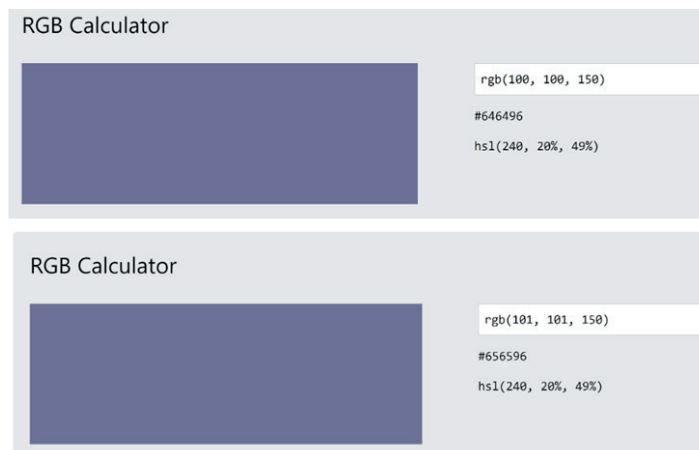 RGB Calculator
rgb(100, 100, 150)
#646496
hsl(240, 20%, 49%)
RGB Calculator
rgb(101, 101, 150)
#656596
hsl(240, 20%, 49%)